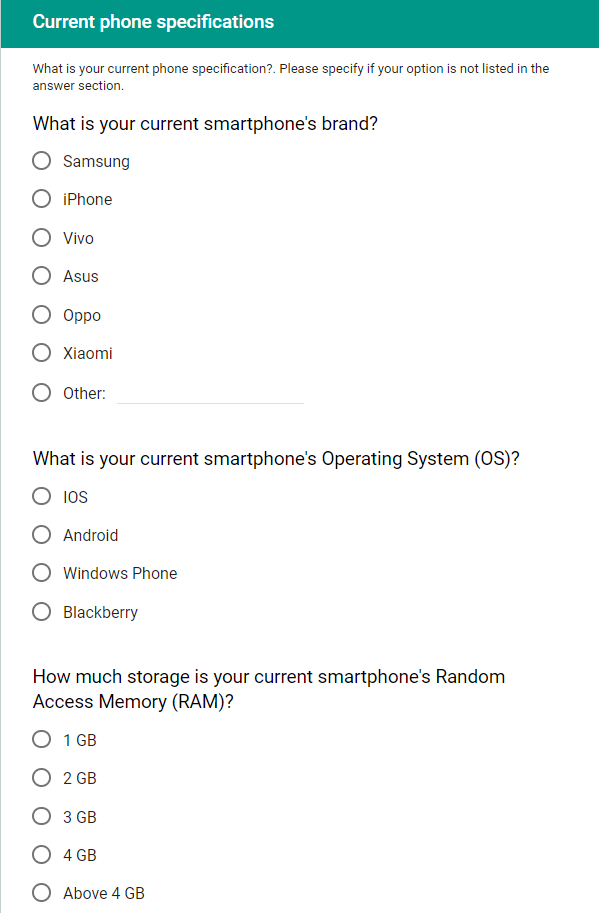 Current phone specifications
What is your current phone specification?. Please specify if your option is not listed in the
answer section.
What is your current smartphone's brand?
Samsung
iPhone
Vivo
Asus
Oppo
Xiaomi
Other:
What is your current smartphone's Operating System (OS)?
IOS
Android
Windows Phone
Blackberry
How much storage is your current smartphone's Random
Access Memory (RAM)?
1 GB
2 GB
3 GB
4 GB
Above 4 GB